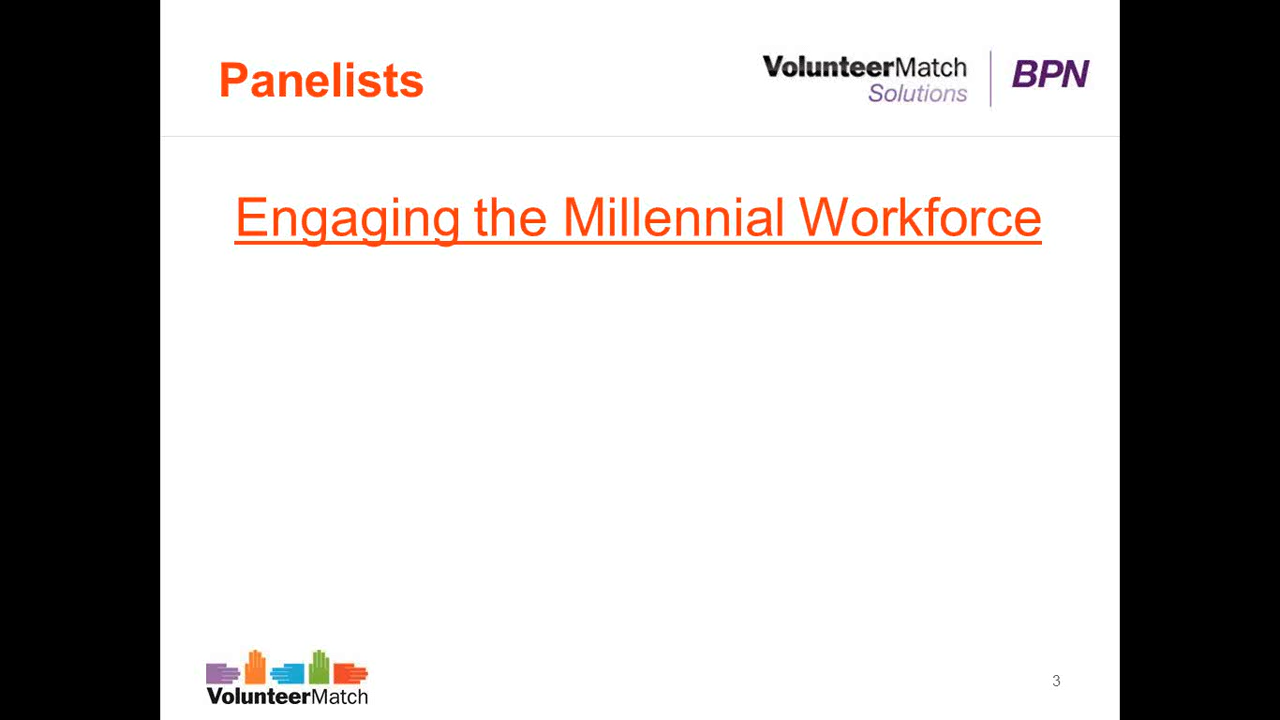 Panelists
VolunteerMatch
Solutions
BPN
Engaging the Millennial Workforce
VolunteerMatch
3